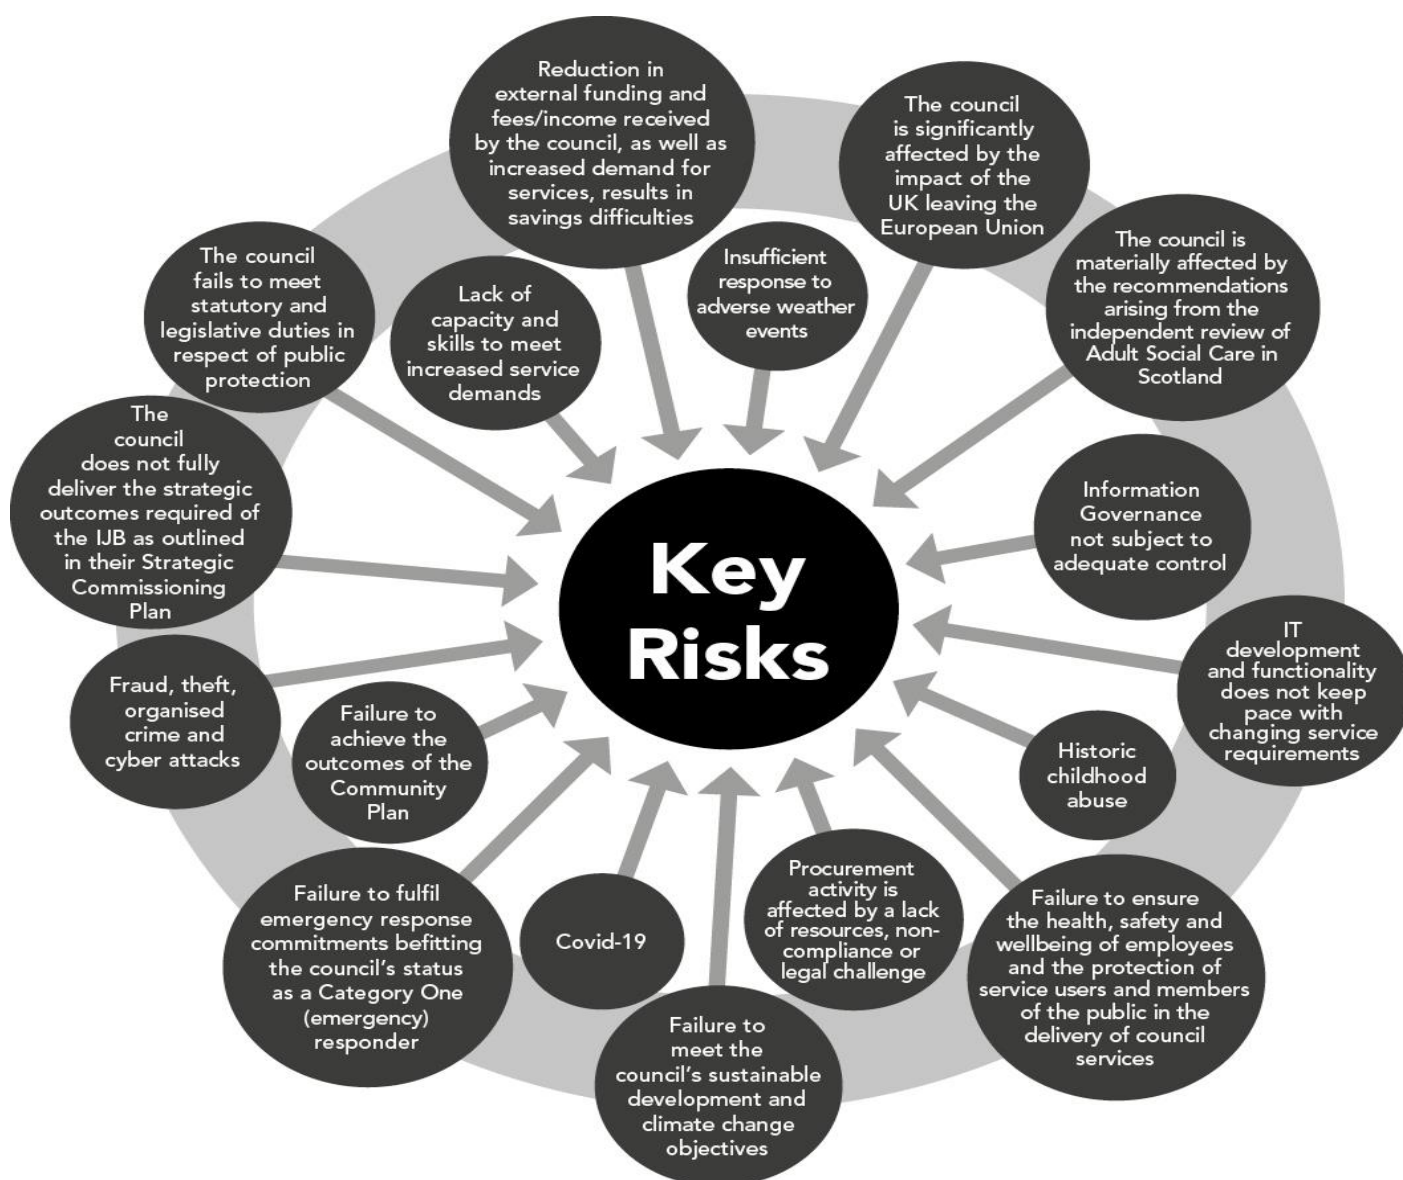 Reduction in
external funding and
fees/income received
by the council, as well as
increased demand for
services, results in
savings difficulties
The council
is significantly
affected by the
impact of the
UK leaving the
European Union
The council is
materially affected by
the recommendations
arising from the
independent review of
Adult Social Care in
Scotland
Insufficient
response to
adverse weather
events
The council
fails to meet
statutory and
legislative duties in
respect of public
protection
Lack of
capacity and
skills to meet
increased service
demands
The
council
does not fully
deliver the strategic
outcomes required of
the IJB as outlined
in their Strategic
Commissioning
Plan
Information
Governance
not subject to
adequate control
Key
Risks
IT
development
and functionality
does not keep
pace with
changing service
requirements
Fraud, theft,
organised
crime and
cyber attacks
Failure to
achieve the
outcomes of the
Community
Plan
Historic
childhood
abuse
Failure to fulfil
emergency response
commitments befitting
the council's status
as a Category One
(emergency)
responder
Covid-19
Procurement
activity is
affected by a lack
of resources, non-
compliance or
legal challenge
Failure to ensure
the health, safety and
wellbeing of employees
and the protection of
service users and members
of the public in the
delivery of council
services
Failure to
meet the
council's sustainable
development and
climate change
objectives